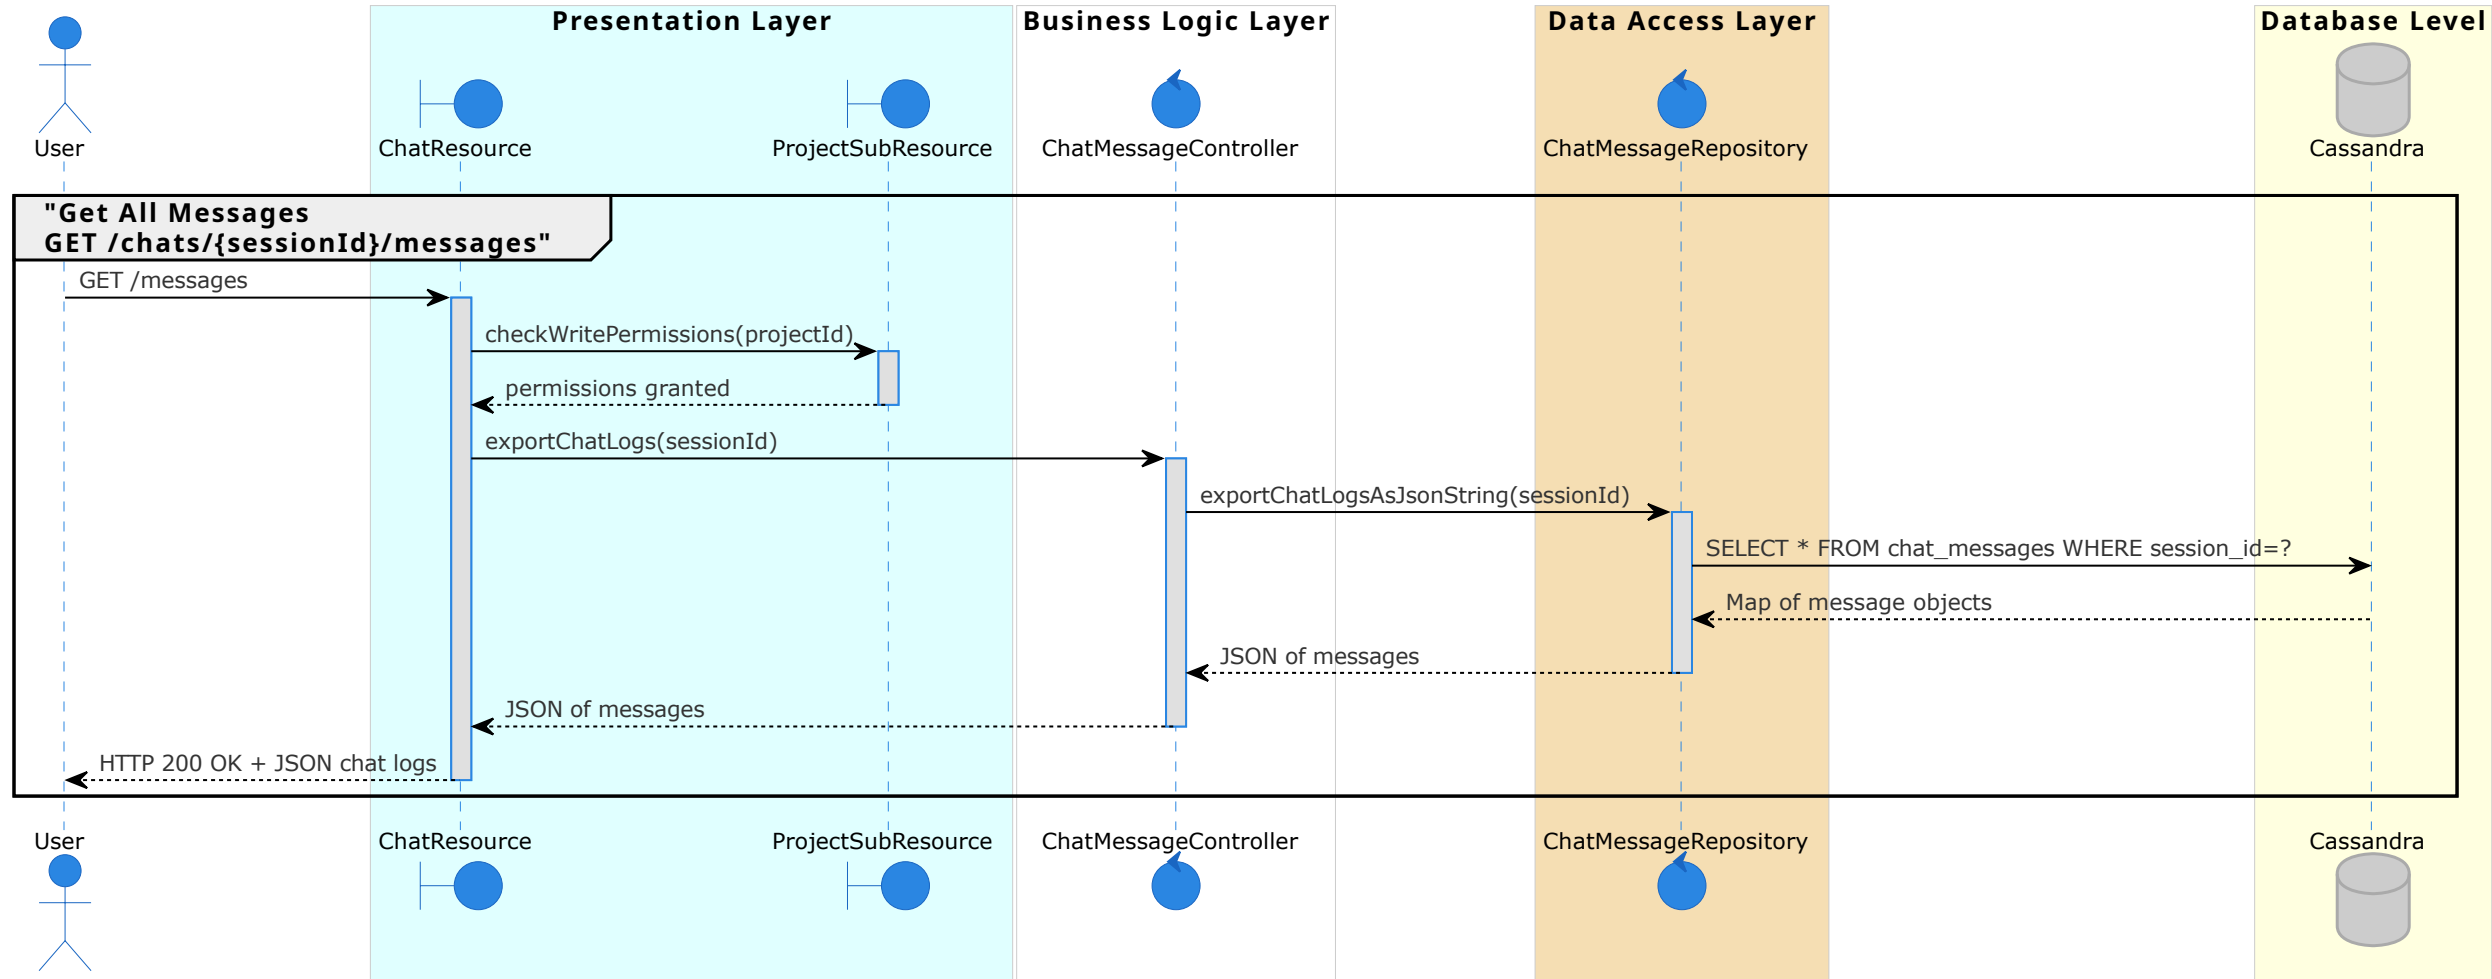 Presentation Layer
Business Logic Layer
Data Access Layer
Database Level
User
ChatResource
ProjectSubResource
ChatMessageController
ChatMessageRepository
Cassandra
"Get All Messages
GET /chats/{sessionId}/messages"
GET /messages
checkWritePermissions(projectId)
permissions granted
exportChatLogs(sessionId)
exportChatLogsAsJsonString(sessionId)
SELECT * FROM chat_messages WHERE session_id=?
Map of message objects
JSON of messages
JSON of messages
HTTP 200 OK + JSON chat logs
User
ChatResource
ProjectSubResource
ChatMessageController
ChatMessageRepository
Cassandra